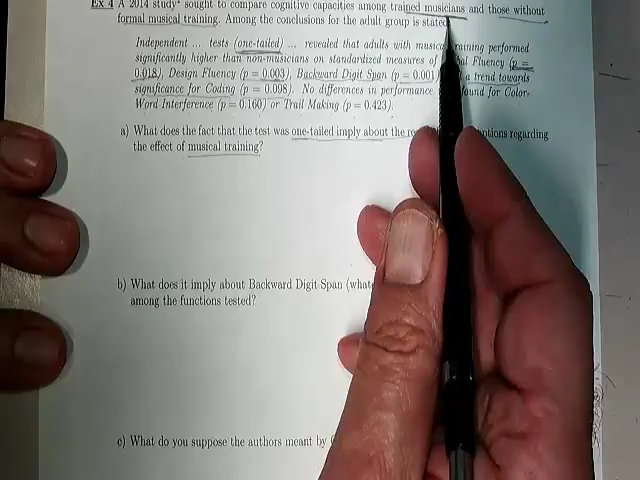 Ex 4 A 2014 study² sought to compare cognitive capacities among trained musicians and those without
formal musical training. Among the conclusions for the adult group is stated
Independent ... tests (one-tailed) ... revealed that adults with training performed
significantly higher than non-musicians on standardized measures of Fluency (p =
0.018), Design Fluency (p = 0.003), Backward Digit Span (p = 0.001) a trend towards
significance for Coding (p = 0.098). No differences in performance found for Color-
Word Interference (p = 0.160) or Trail Making (p = 0.423).
a) What does the fact that the test was one-tailed imply about the regarding
the effect of musical training?
b) What does it imply about Backward Digit Span
among the functions tested?
c) What do you suppose the authors meant by